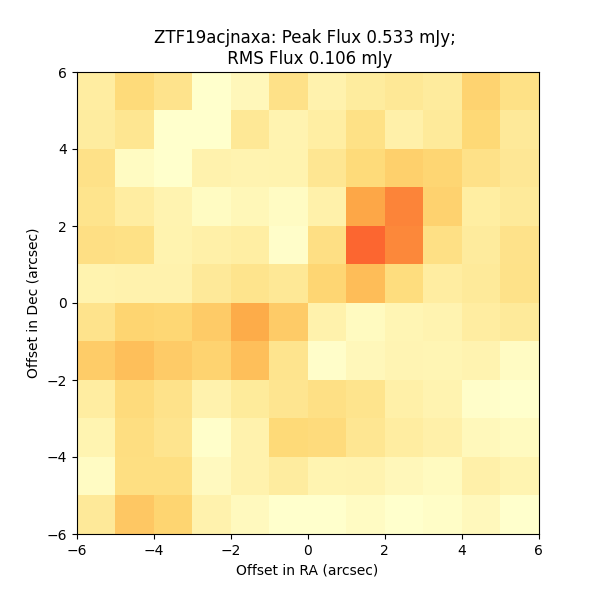 ZTF19acjnaxa: Peak Flux 0.533 mJy;
RMS Flux 0.106 mJy
6
4
2
0
−2
−4
−6
Offset in Dec (arcsec)
−6 −4 −2 0 2 4 6
Offset in RA (arcsec)